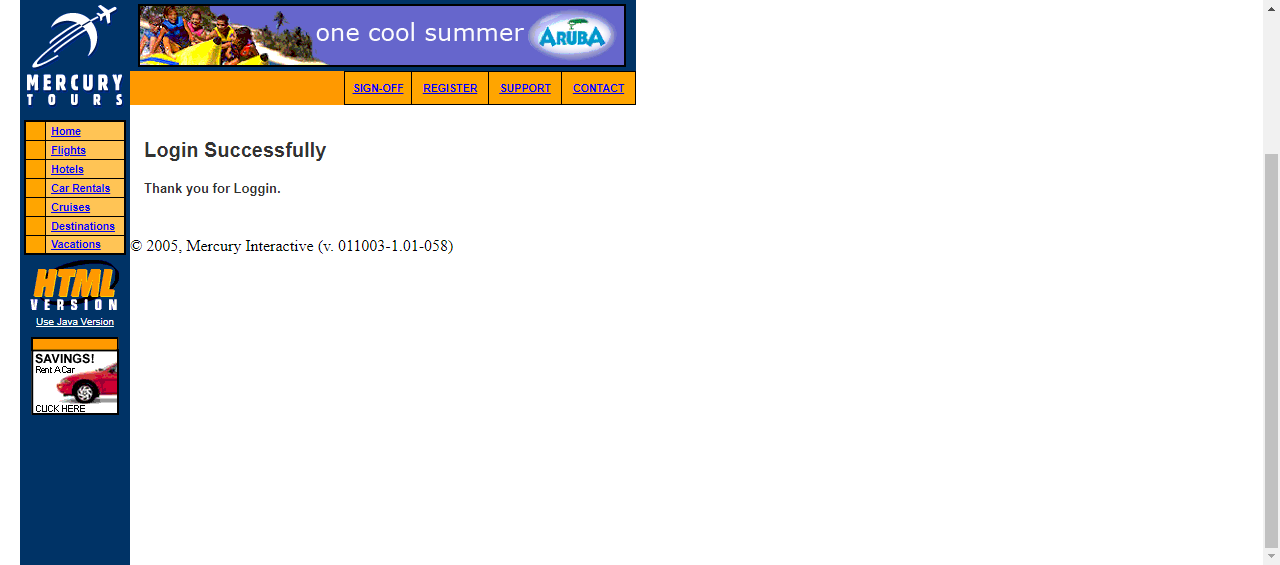 MERCURY
TOURS
one cool summer
ARUBA
SIGN-OFF
REGISTER
SUPPORT
CONTACT
Home
Flights
Hotels
Car Rentals
Cruises
Destinations
Vacations
HTML
VERSION
Use Java Version
SAVINGS!
Rent A Car
CLICK HERE
Login Successfully
Thank you for Loggin.
© 2005, Mercury Interactive (v. 011003-1.01-058)